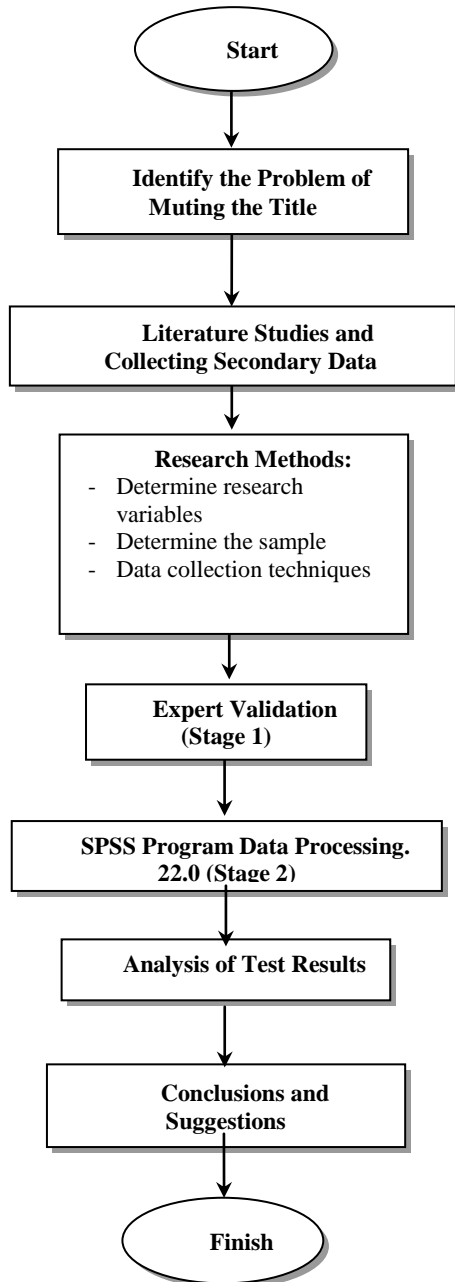 Start
Identify the Problem of
Muting the Title
Literature Studies and
Collecting Secondary Data
Research Methods:
- Determine research
variables
- Determine the sample
- Data collection techniques
Expert Validation
(Stage 1)
SPSS Program Data Processing.
22.0 (Stage 2)
Analysis of Test Results
Conclusions and
Suggestions
Finish